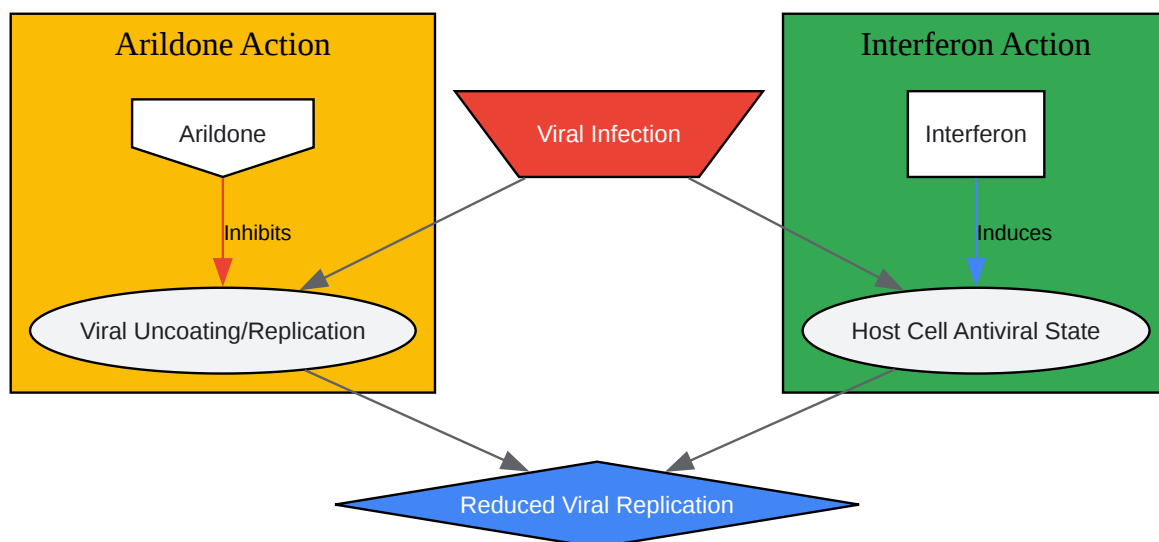 Arildone Action
Interferon Action
Arildone
Viral Infection
Interferon
Inhibits
Induces
Viral Uncoating/Replication
Host Cell Antiviral State
Reduced Viral Replication